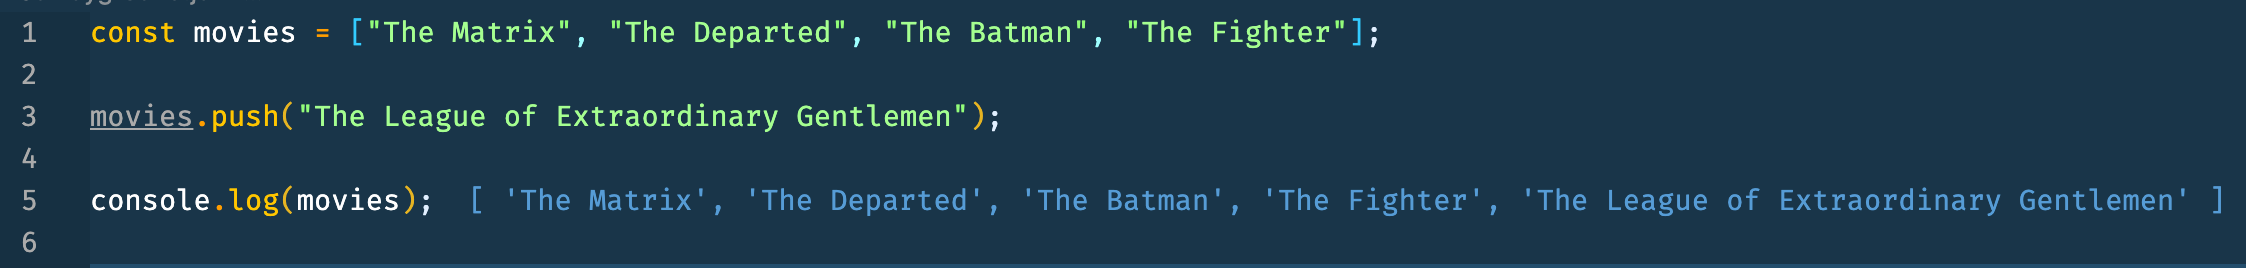 1 const movies = ["The Matrix", "The Departed", "The Batman", "The Fighter"];
2
3 movies.push("The League of Extraordinary Gentlemen");
4
5 console.log(movies); [ 'The Matrix', 'The Departed', 'The Batman', 'The Fighter', 'The League of Extraordinary Gentlemen' ]
6